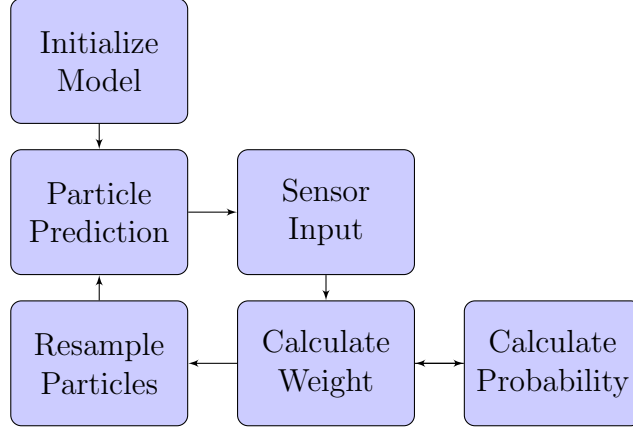 Initialize
Model
Particle
Prediction
Sensor
Input
Resample
Particles
Calculate
Weight
Calculate
Probability